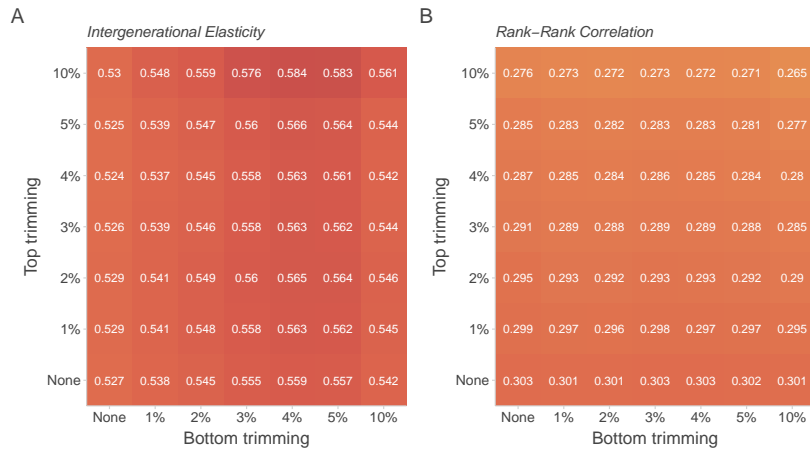 A
Intergenerational Elasticity
Top trimming
10% 0.53 0.548 0.559 0.576 0.584 0.583 0.561
5% 0.525 0.539 0.547 0.56 0.566 0.564 0.544
4% 0.524 0.537 0.545 0.558 0.563 0.561 0.542
3% 0.526 0.539 0.546 0.558 0.563 0.562 0.544
2% 0.529 0.541 0.549 0.56 0.565 0.564 0.546
1% 0.529 0.541 0.548 0.558 0.563 0.562 0.545
None 0.527 0.538 0.545 0.555 0.559 0.557 0.542
None 1% 2% 3% 4% 5% 10%
Bottom trimming
B
Rank−Rank Correlation
Top trimming
10% 0.276 0.273 0.272 0.273 0.272 0.271 0.265
5% 0.285 0.283 0.282 0.283 0.283 0.281 0.277
4% 0.287 0.285 0.284 0.286 0.285 0.284 0.28
3% 0.291 0.289 0.288 0.289 0.289 0.288 0.285
2% 0.295 0.293 0.292 0.293 0.293 0.292 0.29
1% 0.299 0.297 0.296 0.298 0.297 0.297 0.295
None 0.303 0.301 0.301 0.303 0.303 0.302 0.301
None 1% 2% 3% 4% 5% 10%
Bottom trimming